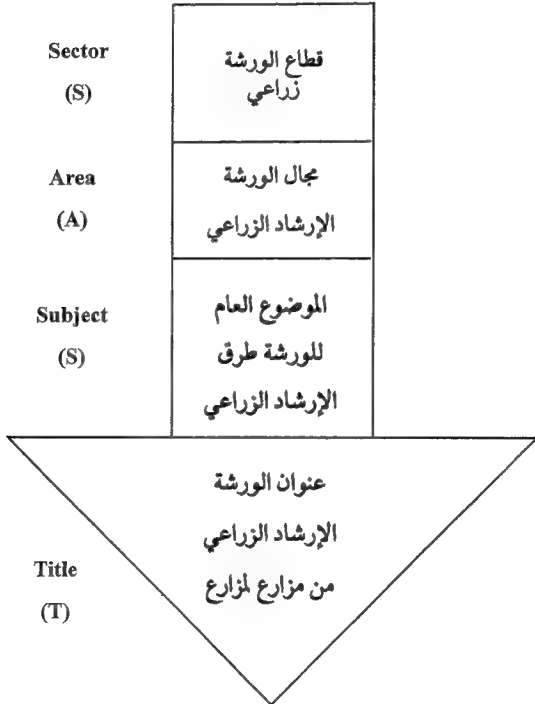 Sector
(S)
قطاع الورشة
زراعي
Area
(A)
مجال الورشة
الإرشاد الزراعي
Subject
(S)
الموضوع العام
للورشة طرق
الإرشاد الزراعي
Title
(T)
عنوان الورشة
الإرشاد الزراعي
من مزارع لمزارع